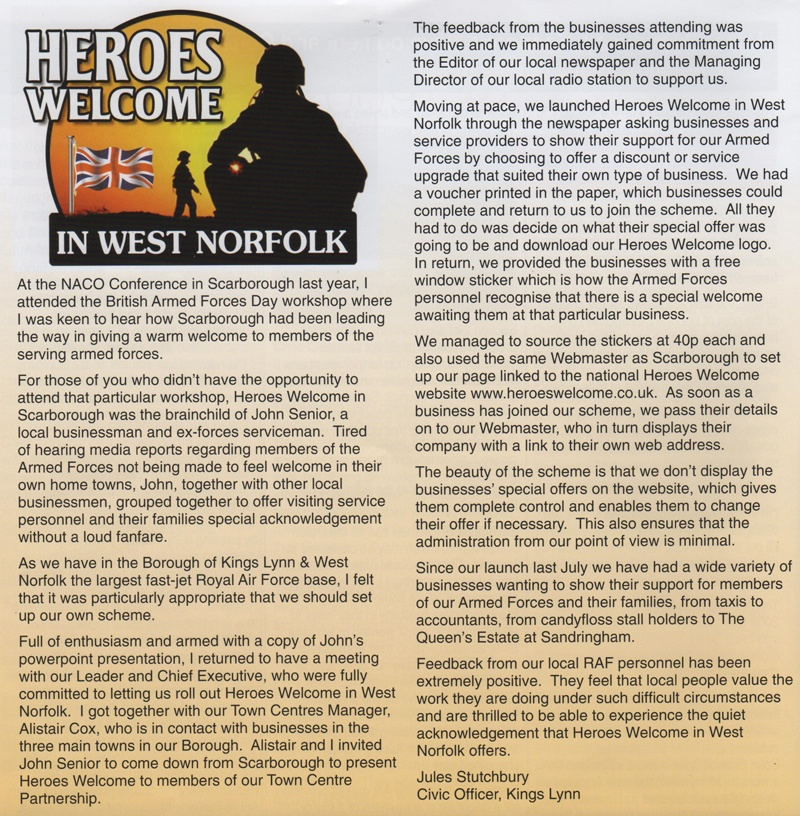 HEROES
WELCOME
IN WEST NORFOLK
At the NACO Conference in Scarborough last year, I
attended the British Armed Forces Day workshop where
I was keen to hear how Scarborough had been leading
the way in giving a warm welcome to members of the
serving armed forces.
For those of you who didn't have the opportunity to
attend that particular workshop, Heroes Welcome in
Scarborough was the brainchild of John Senior, a
local businessman and ex-forces serviceman. Tired
of hearing media reports regarding members of the
Armed Forces not being made to feel welcome in their
own home towns, John, together with other local
businessmen, grouped together to offer visiting service
personnel and their families special acknowledgement
without a loud fanfare.
As we have in the Borough of Kings Lynn & West
Norfolk the largest fast-jet Royal Air Force base, I felt
that it was particularly appropriate that we should set
up our own scheme.
Full of enthusiasm and armed with a copy of John's
powerpoint presentation, I returned to have a meeting
with our Leader and Chief Executive, who were fully
committed to letting us roll out Heroes Welcome in West
Norfolk. I got together with our Town Centres Manager,
Alistair Cox, who is in contact with businesses in the
three main towns in our Borough. Alistair and I invited
John Senior to come down from Scarborough to present
Heroes Welcome to members of our Town Centre
Partnership.
The feedback from the businesses attending was
positive and we immediately gained commitment from
the Editor of our local newspaper and the Managing
Director of our local radio station to support us.
Moving at pace, we launched Heroes Welcome in West
Norfolk through the newspaper asking businesses and
service providers to show their support for our Armed
Forces by choosing to offer a discount or service
upgrade that suited their own type of business. We had
a voucher printed in the paper, which businesses could
complete and return to us to join the scheme. All they
had to do was decide on what their special offer was
going to be and download our Heroes Welcome logo.
In return, we provided the businesses with a free
window sticker which is how the Armed Forces
personnel recognise that there is a special welcome
awaiting them at that particular business.
We managed to source the stickers at 40p each and
also used the same Webmaster as Scarborough to set
up our page linked to the national Heroes Welcome
website www.heroeswelcome.co.uk. As soon as a
business has joined our scheme, we pass their details
on to our Webmaster, who in turn displays their
company with a link to their own web address.
The beauty of the scheme is that we don't display the
businesses' special offers on the website, which gives
them complete control and enables them to change
their offer if necessary. This also ensures that the
administration from our point of view is minimal.
Since our launch last July we have had a wide variety of
businesses wanting to show their support for members
of our Armed Forces and their families, from taxis to
accountants, from candyfloss stall holders to The
Queen's Estate at Sandringham.
Feedback from our local RAF personnel has been
extremely positive. They feel that local people value the
work they are doing under such difficult circumstances
and are thrilled to be able to experience the quiet
acknowledgement that Heroes Welcome in West
Norfolk offers.
Jules Stutchbury
Civic Officer, Kings Lynn